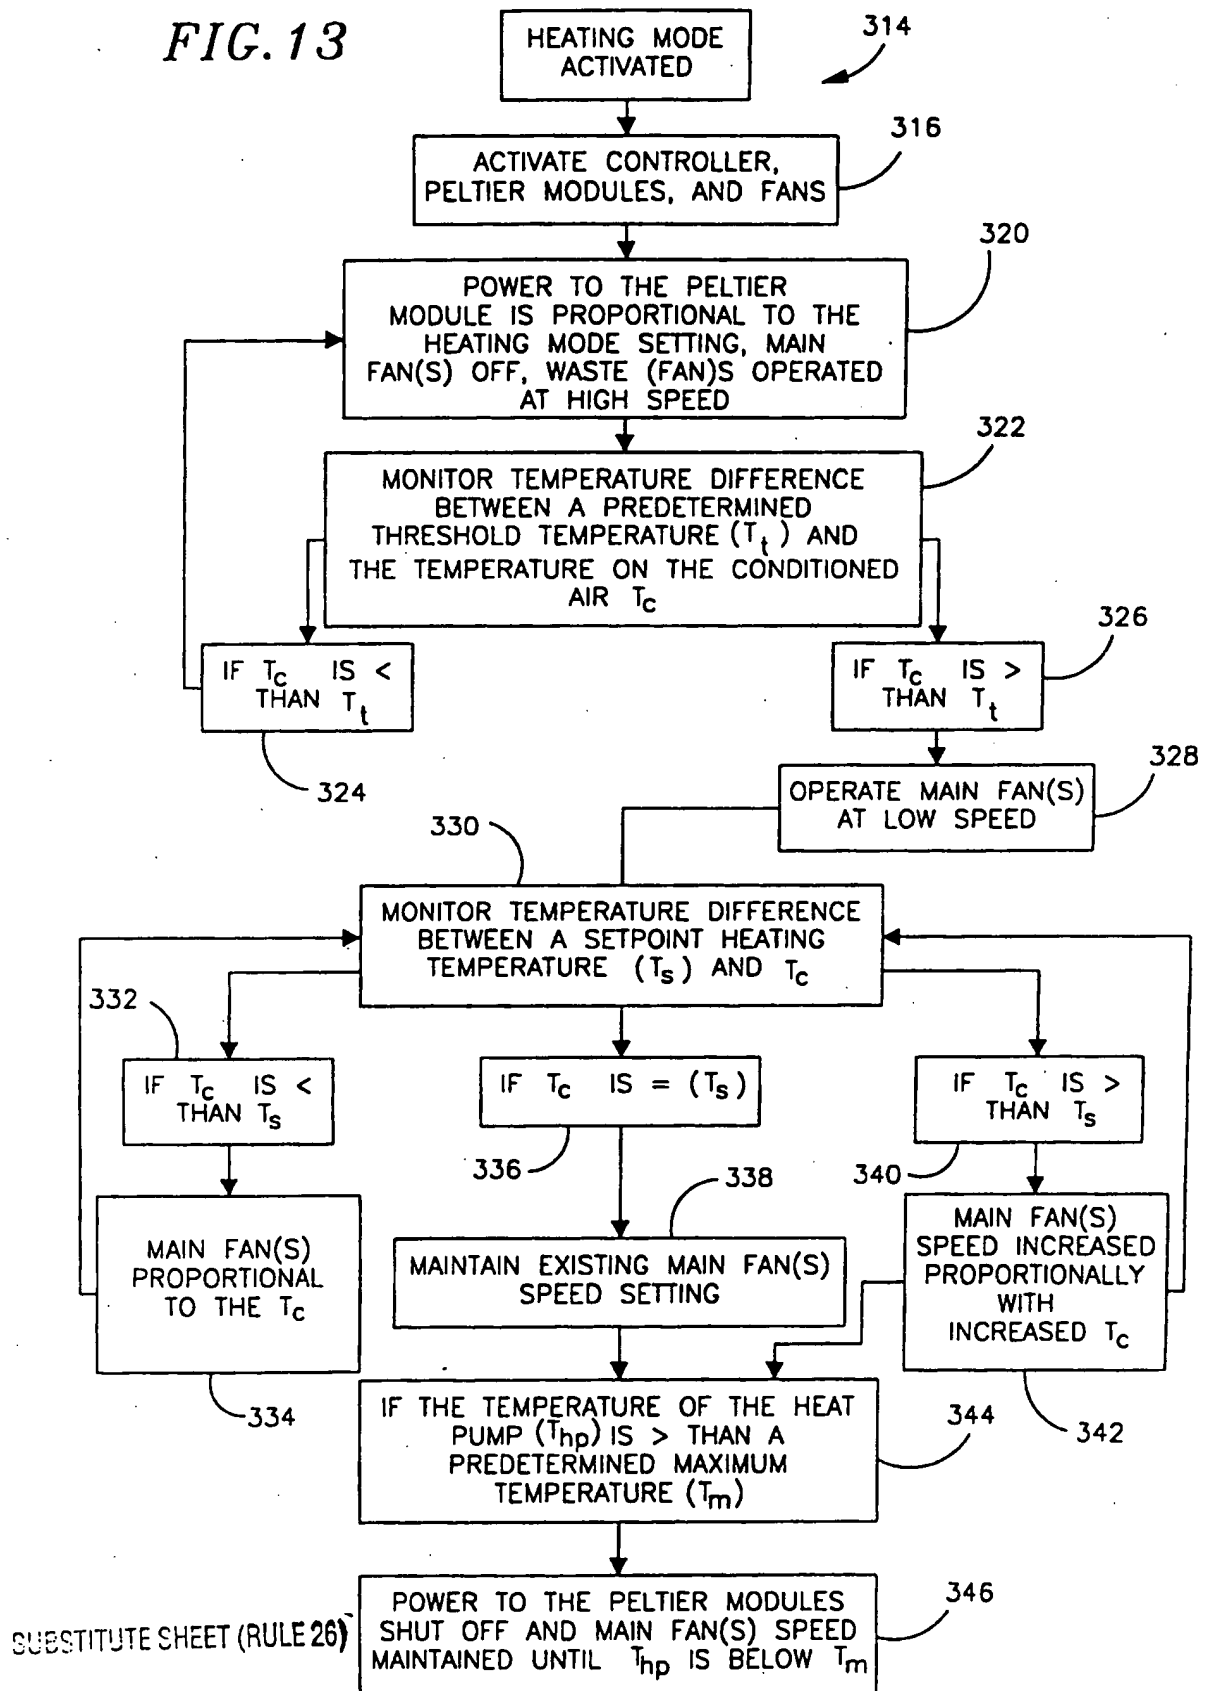 FIG. 13
HEATING MODE
ACTIVATED
314
ACTIVATE CONTROLLER,
PELTIER MODULES, AND FANS
316
POWER TO THE PELTIER
MODULE IS PROPORTIONAL TO THE
HEATING MODE SETTING, MAIN
FAN(S) OFF, WASTE (FAN)S OPERATED
AT HIGH SPEED
320
MONITOR TEMPERATURE DIFFERENCE
BETWEEN A PREDETERMINED
THRESHOLD TEMPERATURE (Tt) AND
THE TEMPERATURE ON THE CONDITIONED
AIR Tc
322
IF Tc IS <
THAN Tt
324
IF Tc IS >
THAN Tt
326
OPERATE MAIN FAN(S)
AT LOW SPEED
328
330
MONITOR TEMPERATURE DIFFERENCE
BETWEEN A SETPOINT HEATING
TEMPERATURE (Ts) AND Tc
332
IF Tc IS <
THAN Ts
IF Tc IS = (Ts)
336
IF Tc IS >
THAN Ts
340
MAIN FAN(S)
PROPORTIONAL
TO THE Tc
334
338
MAINTAIN EXISTING MAIN FAN(S)
SPEED SETTING
MAIN FAN(S)
SPEED INCREASED
PROPORTIONALLY
WITH
INCREASED Tc
342
IF THE TEMPERATURE OF THE HEAT
PUMP (Thp) IS > THAN A
PREDETERMINED MAXIMUM
TEMPERATURE (Tm)
344
POWER TO THE PELTIER MODULES
SHUT OFF AND MAIN FAN(S) SPEED
MAINTAINED UNTIL Thp IS BELOW Tm
346
SUBSTITUTE SHEET (RULE 26)